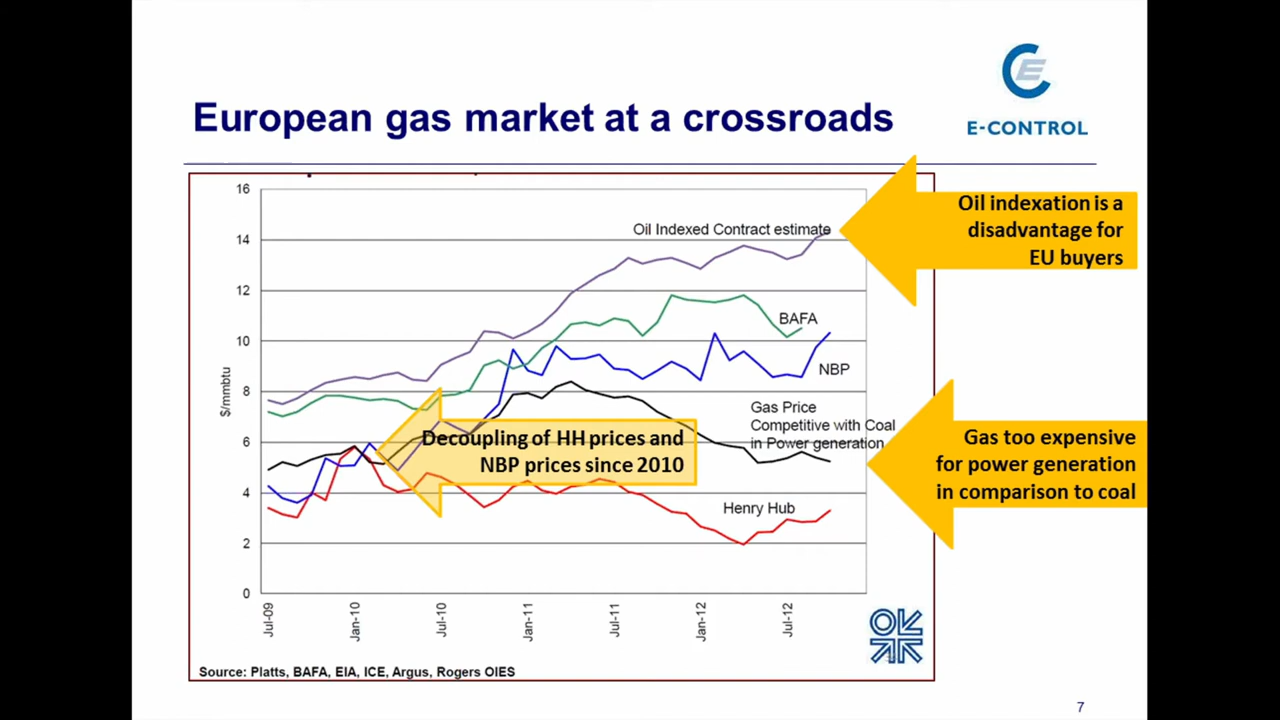 E
E-CONTROL
European gas market at a crossroads
16
14
12
10
8
6
4
2
0
$/mmbtu
Oil Indexed Contract estimate
BAFA
NBP
Gas Price
Competitive with Coal
in Power generation
Henry Hub
Oil indexation is a
disadvantage for
EU buyers
Decoupling of HH prices and
NBP prices since 2010
Gas too expensive
for power generation
in comparison to coal
Jul-09
Jan-10
Jul-10
Jan-11
Jul-11
Jan-12
Jul-12
Source: Platts, BAFA, EIA, ICE, Argus, Rogers OIES
7